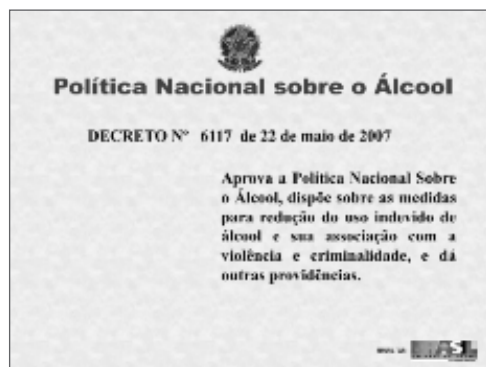 Política Nacional sobre o Álcool
DECRETO Nº 6117 de 22 de maio de 2007
Aprova a Política Nacional Sobre
o Álcool, dispõe sobre as medidas
para redução do uso indevido de
álcool e sua associação com a
violência e criminalidade, e dá
outras providências.